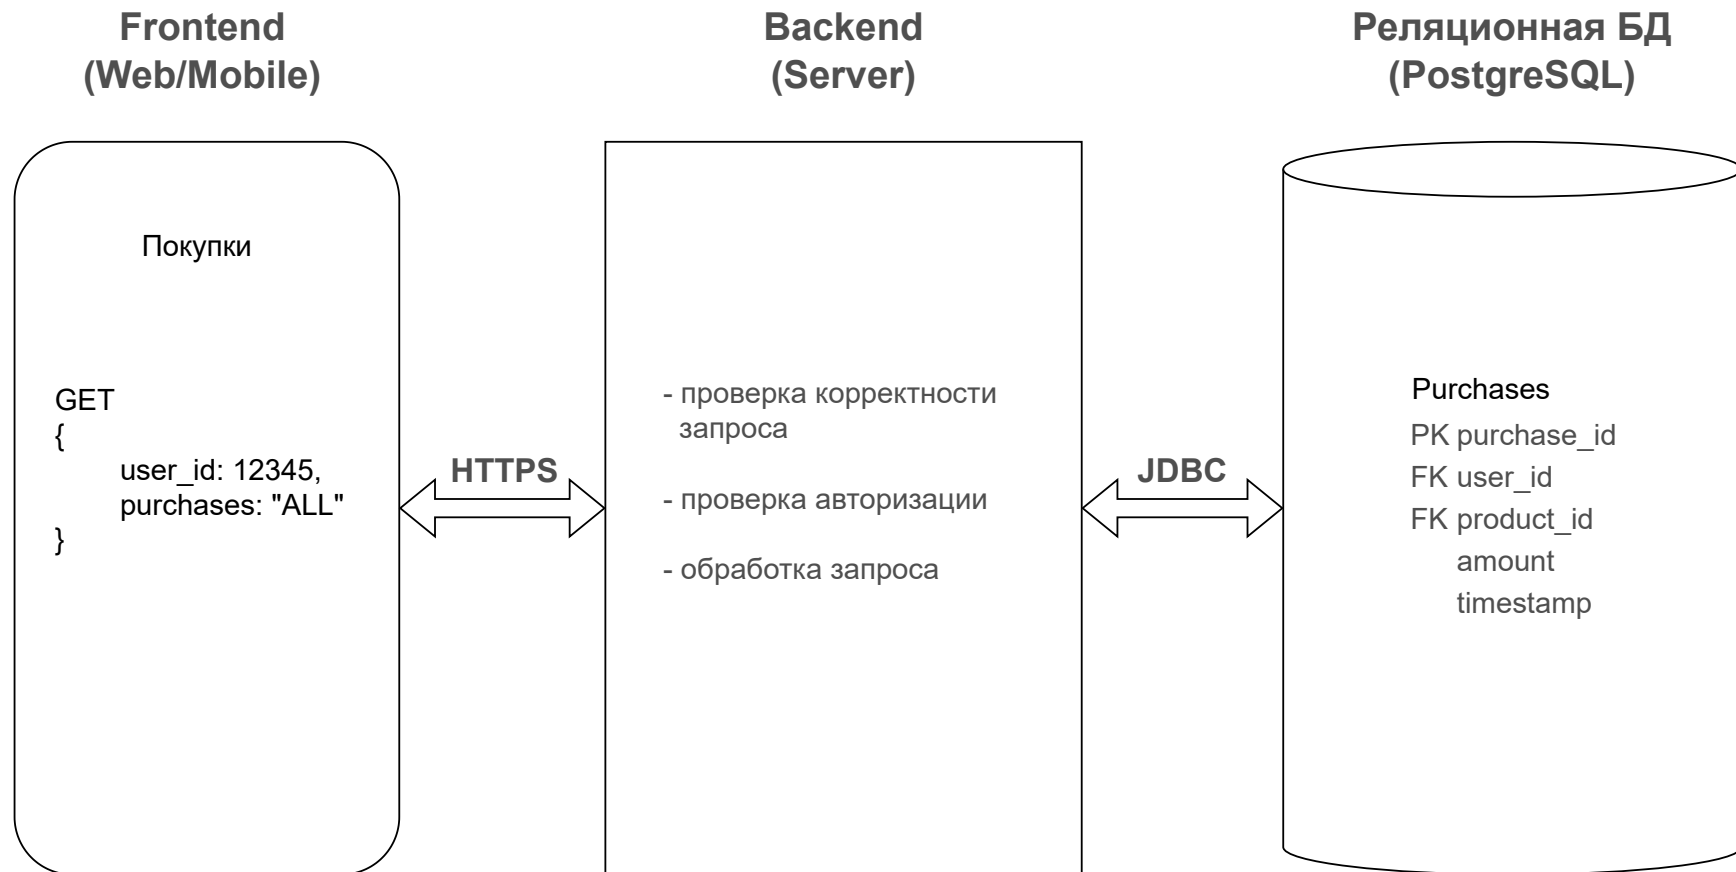 Frontend
(Web/Mobile)
Backend
(Server)
Реляционная БД
(PostgreSQL)
Покупки
GET
{
user_id: 12345,
purchases: "ALL"
}
HTTPS
- проверка корректности
запроса
- проверка авторизации
- обработка запроса
JDBC
Purchases
PK purchase_id
FK user_id
FK product_id
amount
timestamp